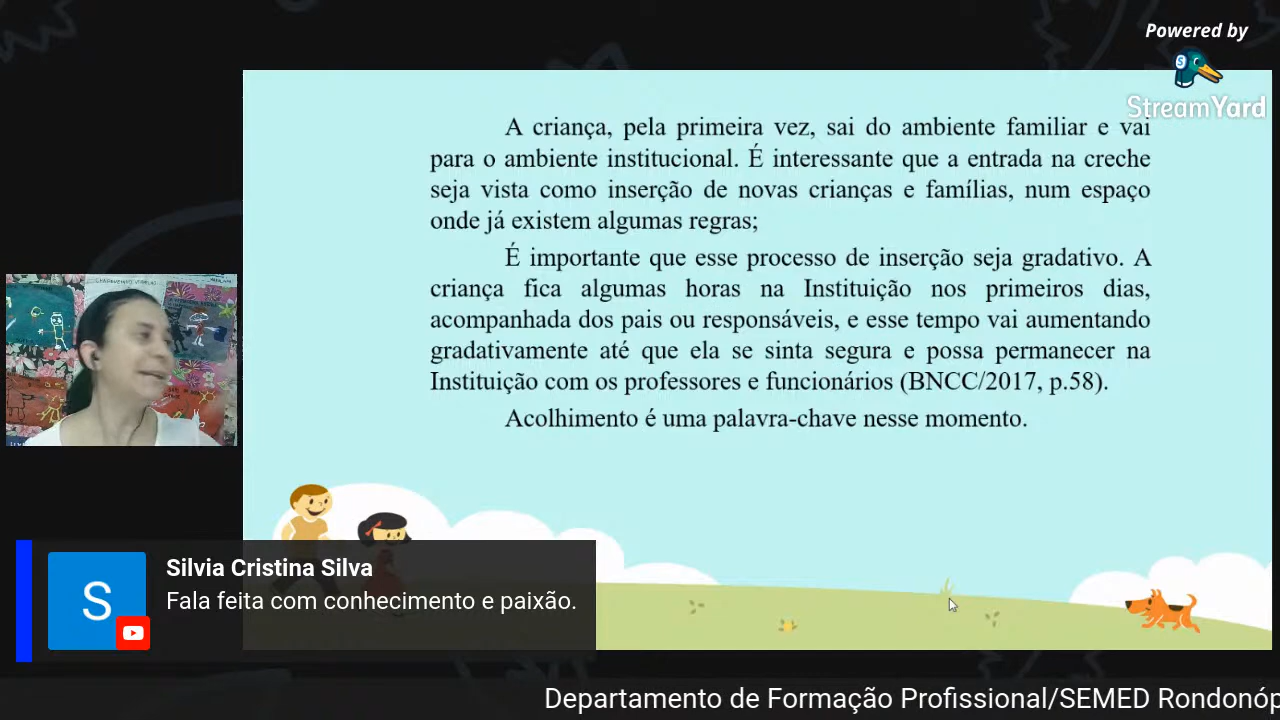 Powered by
StreamYard
A criança, pela primeira vez, sai do ambiente familiar e vai
para o ambiente institucional. É interessante que a entrada na creche
seja vista como inserção de novas crianças e famílias, num espaço
onde já existem algumas regras;
É importante que esse processo de inserção seja gradativo. A
criança fica algumas horas na Instituição nos primeiros dias,
acompanhada dos pais ou responsáveis, e esse tempo vai aumentando
gradativamente até que ela se sinta segura e possa permanecer na
Instituição com os professores e funcionários (BNCC/2017, p.58).
Acolhimento é uma palavra-chave nesse momento.
S
Silvia Cristina Silva
Fala feita com conhecimento e paixão.
Departamento de Formação Profissional/SEMED Rondonóp